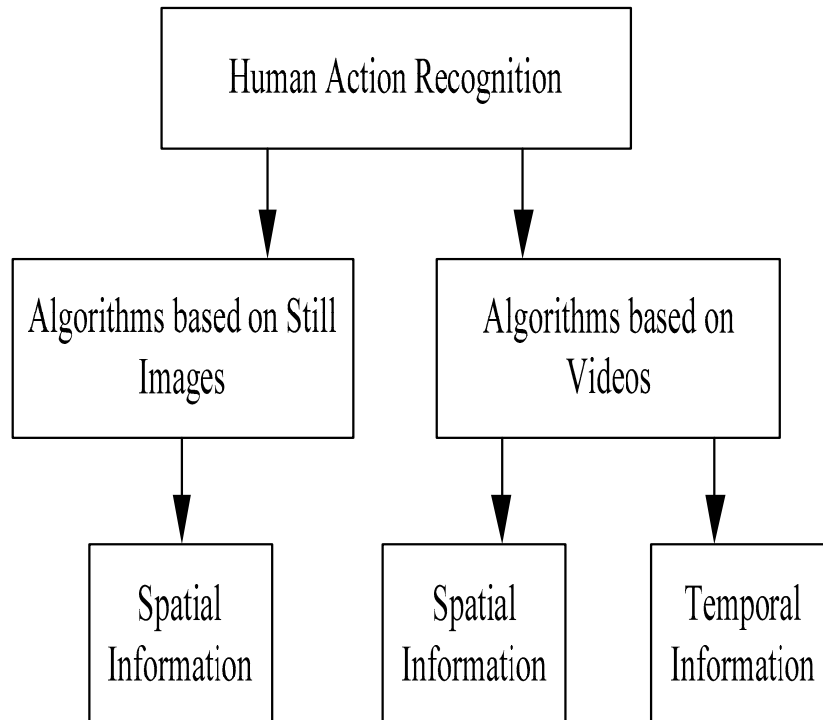 Human Action Recognition
Algorithms based on Still
Images
Algorithms based on
Videos
Spatial
Information
Spatial
Information
Temporal
Information